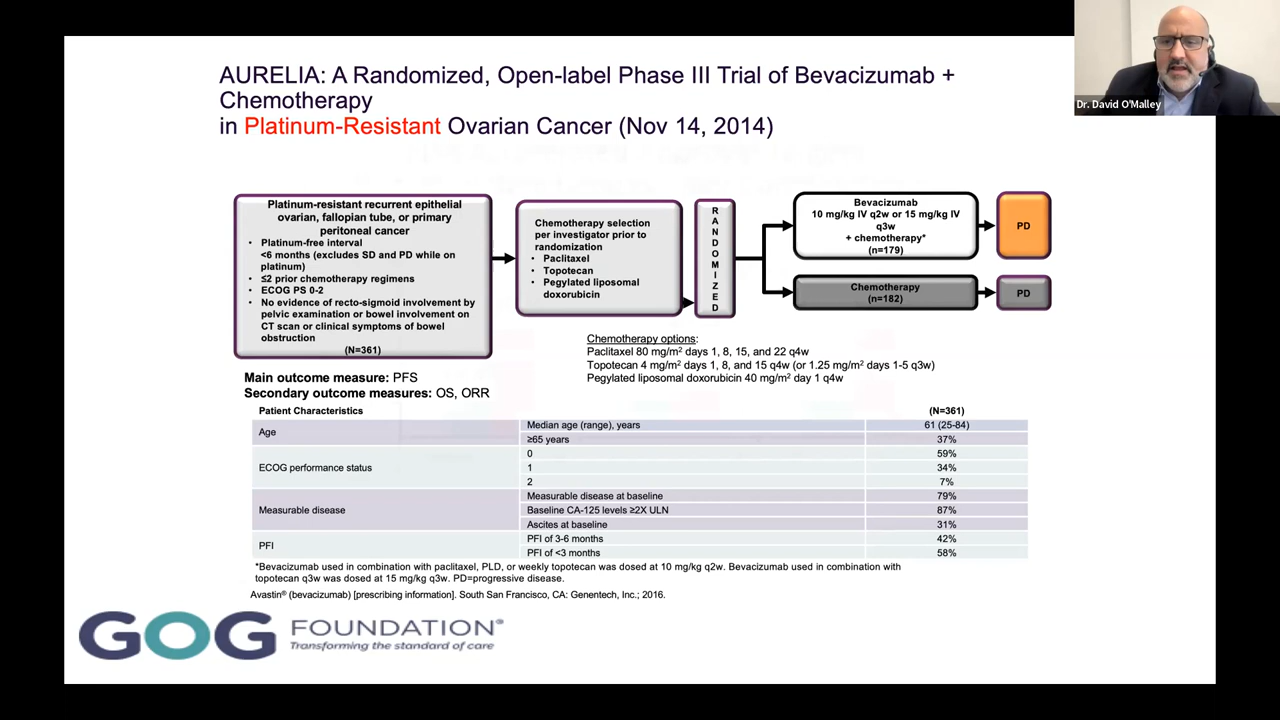 AURELIA: A Randomized, Open-label Phase III Trial of Bevacizumab +
Chemotherapy
in Platinum-Resistant Ovarian Cancer (Nov 14, 2014)
Dr. David O'Malley
Platinum-resistant recurrent epithelial
ovarian, fallopian tube, or primary
peritoneal cancer
• Platinum-free interval
<6 months (excludes SD and PD while on
platinum)
• ≤2 prior chemotherapy regimens
• ECOG PS 0-2
• No evidence of recto-sigmoid involvement by
pelvic examination or bowel involvement on
CT scan or clinical symptoms of bowel
obstruction
(N=361)
Chemotherapy selection
per investigator prior to
randomization
• Paclitaxel
• Topotecan
• Pegylated liposomal
doxorubicin
R
A
N
D
O
M
I
Z
E
D
Bevacizumab
10 mg/kg IV q2w or 15 mg/kg IV
q3w
+ chemotherapy*
(n=179)
PD
Chemotherapy
(n=182)
PD
Chemotherapy options:
Paclitaxel 80 mg/m² days 1, 8, 15, and 22 q4w
Topotecan 4 mg/m² days 1, 8, and 15 q4w (or 1.25 mg/m² days 1-5 q3w)
Pegylated liposomal doxorubicin 40 mg/m² day 1 q4w
Main outcome measure: PFS
Secondary outcome measures: OS, ORR
Patient Characteristics (N=361)
Age Median age (range), years 61 (25-84)
≥65 years 37%
ECOG performance status 0 59%
1 34%
2 7%
Measurable disease Measurable disease at baseline 79%
Baseline CA-125 levels ≥2X ULN 87%
Ascites at baseline 31%
PFI PFI of 3-6 months 42%
PFI of <3 months 58%
*Bevacizumab used in combination with paclitaxel, PLD, or weekly topotecan was dosed at 10 mg/kg q2w. Bevacizumab used in combination with
topotecan q3w was dosed at 15 mg/kg q3w. PD=progressive disease.
Avastin® (bevacizumab) [prescribing information]. South San Francisco, CA: Genentech, Inc.; 2016.
GOG FOUNDATION®
Transforming the standard of care